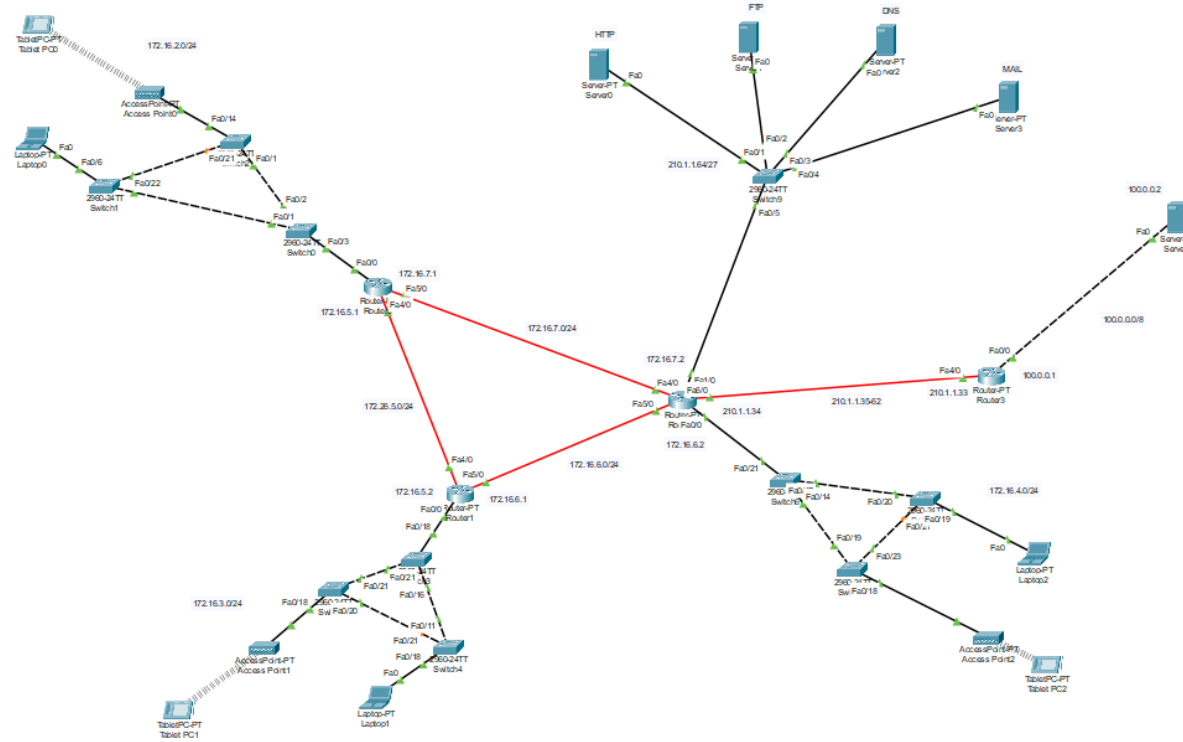 FTP
DNS
HTTP
MAIL
TabletPC-PT
Tablet PC0
172.16.2.0/24
AccessPoint-PT
Access Point0
Fa0/14
Laptop-PT
Laptop0
Fa0
Fa0/6
Fa0/21
Fa0/1
Fa0/22
2960-24TT
Switch1
Fa0/2
Fa0/1
2960-24TT
Switch0
Fa0/3
Fa0/0
172.16.7.1
Fa5/0
Fa4/0
172.16.5.1
Server-PT
Server0
Fa0
Fa0
Fa0
Server-PT
Fa0
Server-PT
Server3
Fa0/2
Fa0/1
Fa0/3
Fa0/4
210.1.1.64/27
2960-24TT
Switch9
Fa0/5
100.0.0.2
Fa0
Server
100.0.0.0/8
172.16.7.0/24
172.16.7.2
Fa1/0
Fa4/0
Fa6/0
Fa5/0
Fa0/0
210.1.1.34
172.16.6.2
210.1.1.35-62
210.1.1.33
Fa4/0
Fa0/0
100.0.0.1
Router-PT
Router3
172.26.5.0/24
172.16.6.0/24
Fa4/0
Fa5/0
172.16.5.2
172.16.6.1
Router-PT
Router1
Fa0/0
Fa0/18
Fa0/21
Fa0/21
Fa0/16
Fa0/18
Fa0/20
172.16.3.0/24
Fa0/11
Fa0/21
Fa0/18
2960-24TT
Switch4
Fa0
Laptop-PT
Laptop1
AccessPoint-PT
Access Point1
TabletPC-PT
Tablet PC1
Fa0/21
Fa0/14
Fa0/20
172.16.4.0/24
Fa0/19
Fa0/19
Fa0/23
Fa0/18
Fa0
Laptop-PT
Laptop2
AccessPoint-PT
Access Point2
TabletPC-PT
Tablet PC2